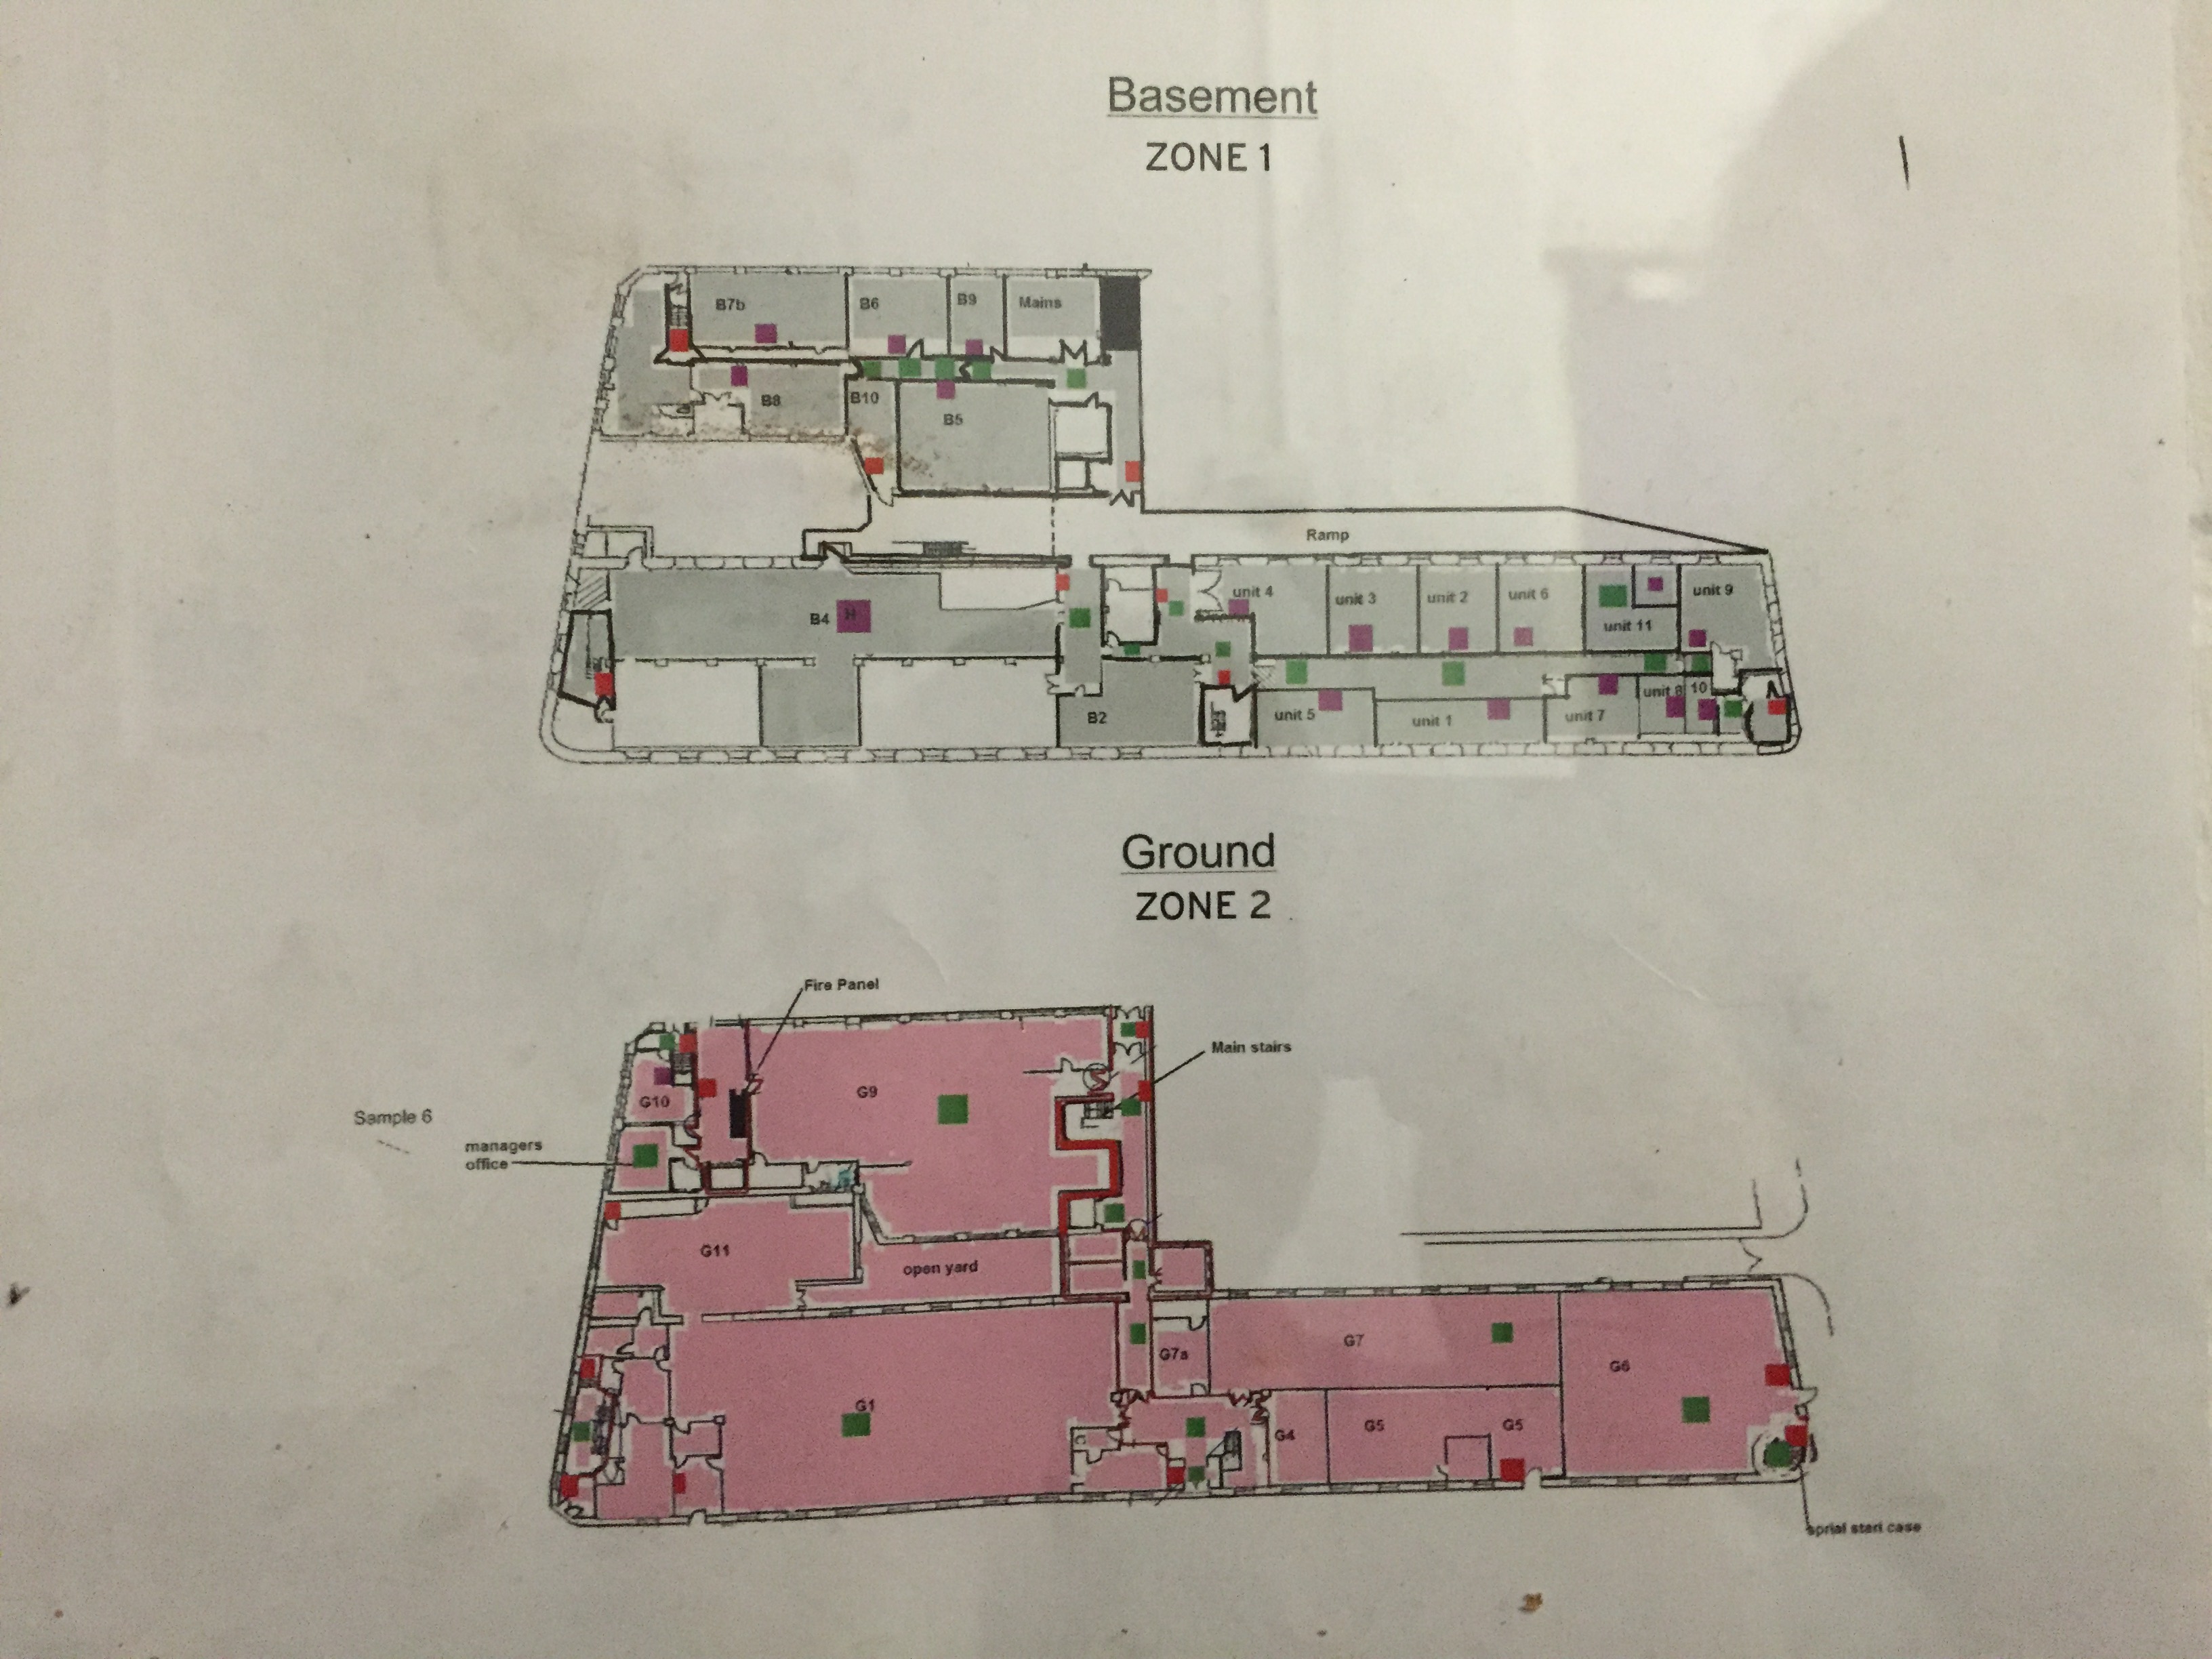 Basement
ZONE 1
B7b
B6
B9
Mains
B8
B10
B5
Ramp
unit 4
unit 3
unit 2
unit 6
unit 11
unit 9
B4
H
B2
unit 5
unit 1
unit 7
unit 8
10
Ground
ZONE 2
Fire Panel
Main stairs
G9
G10
Sample 6
managers
office
G11
open yard
G7a
G7
G6
G1
G4
G5
G5
sprial stari case